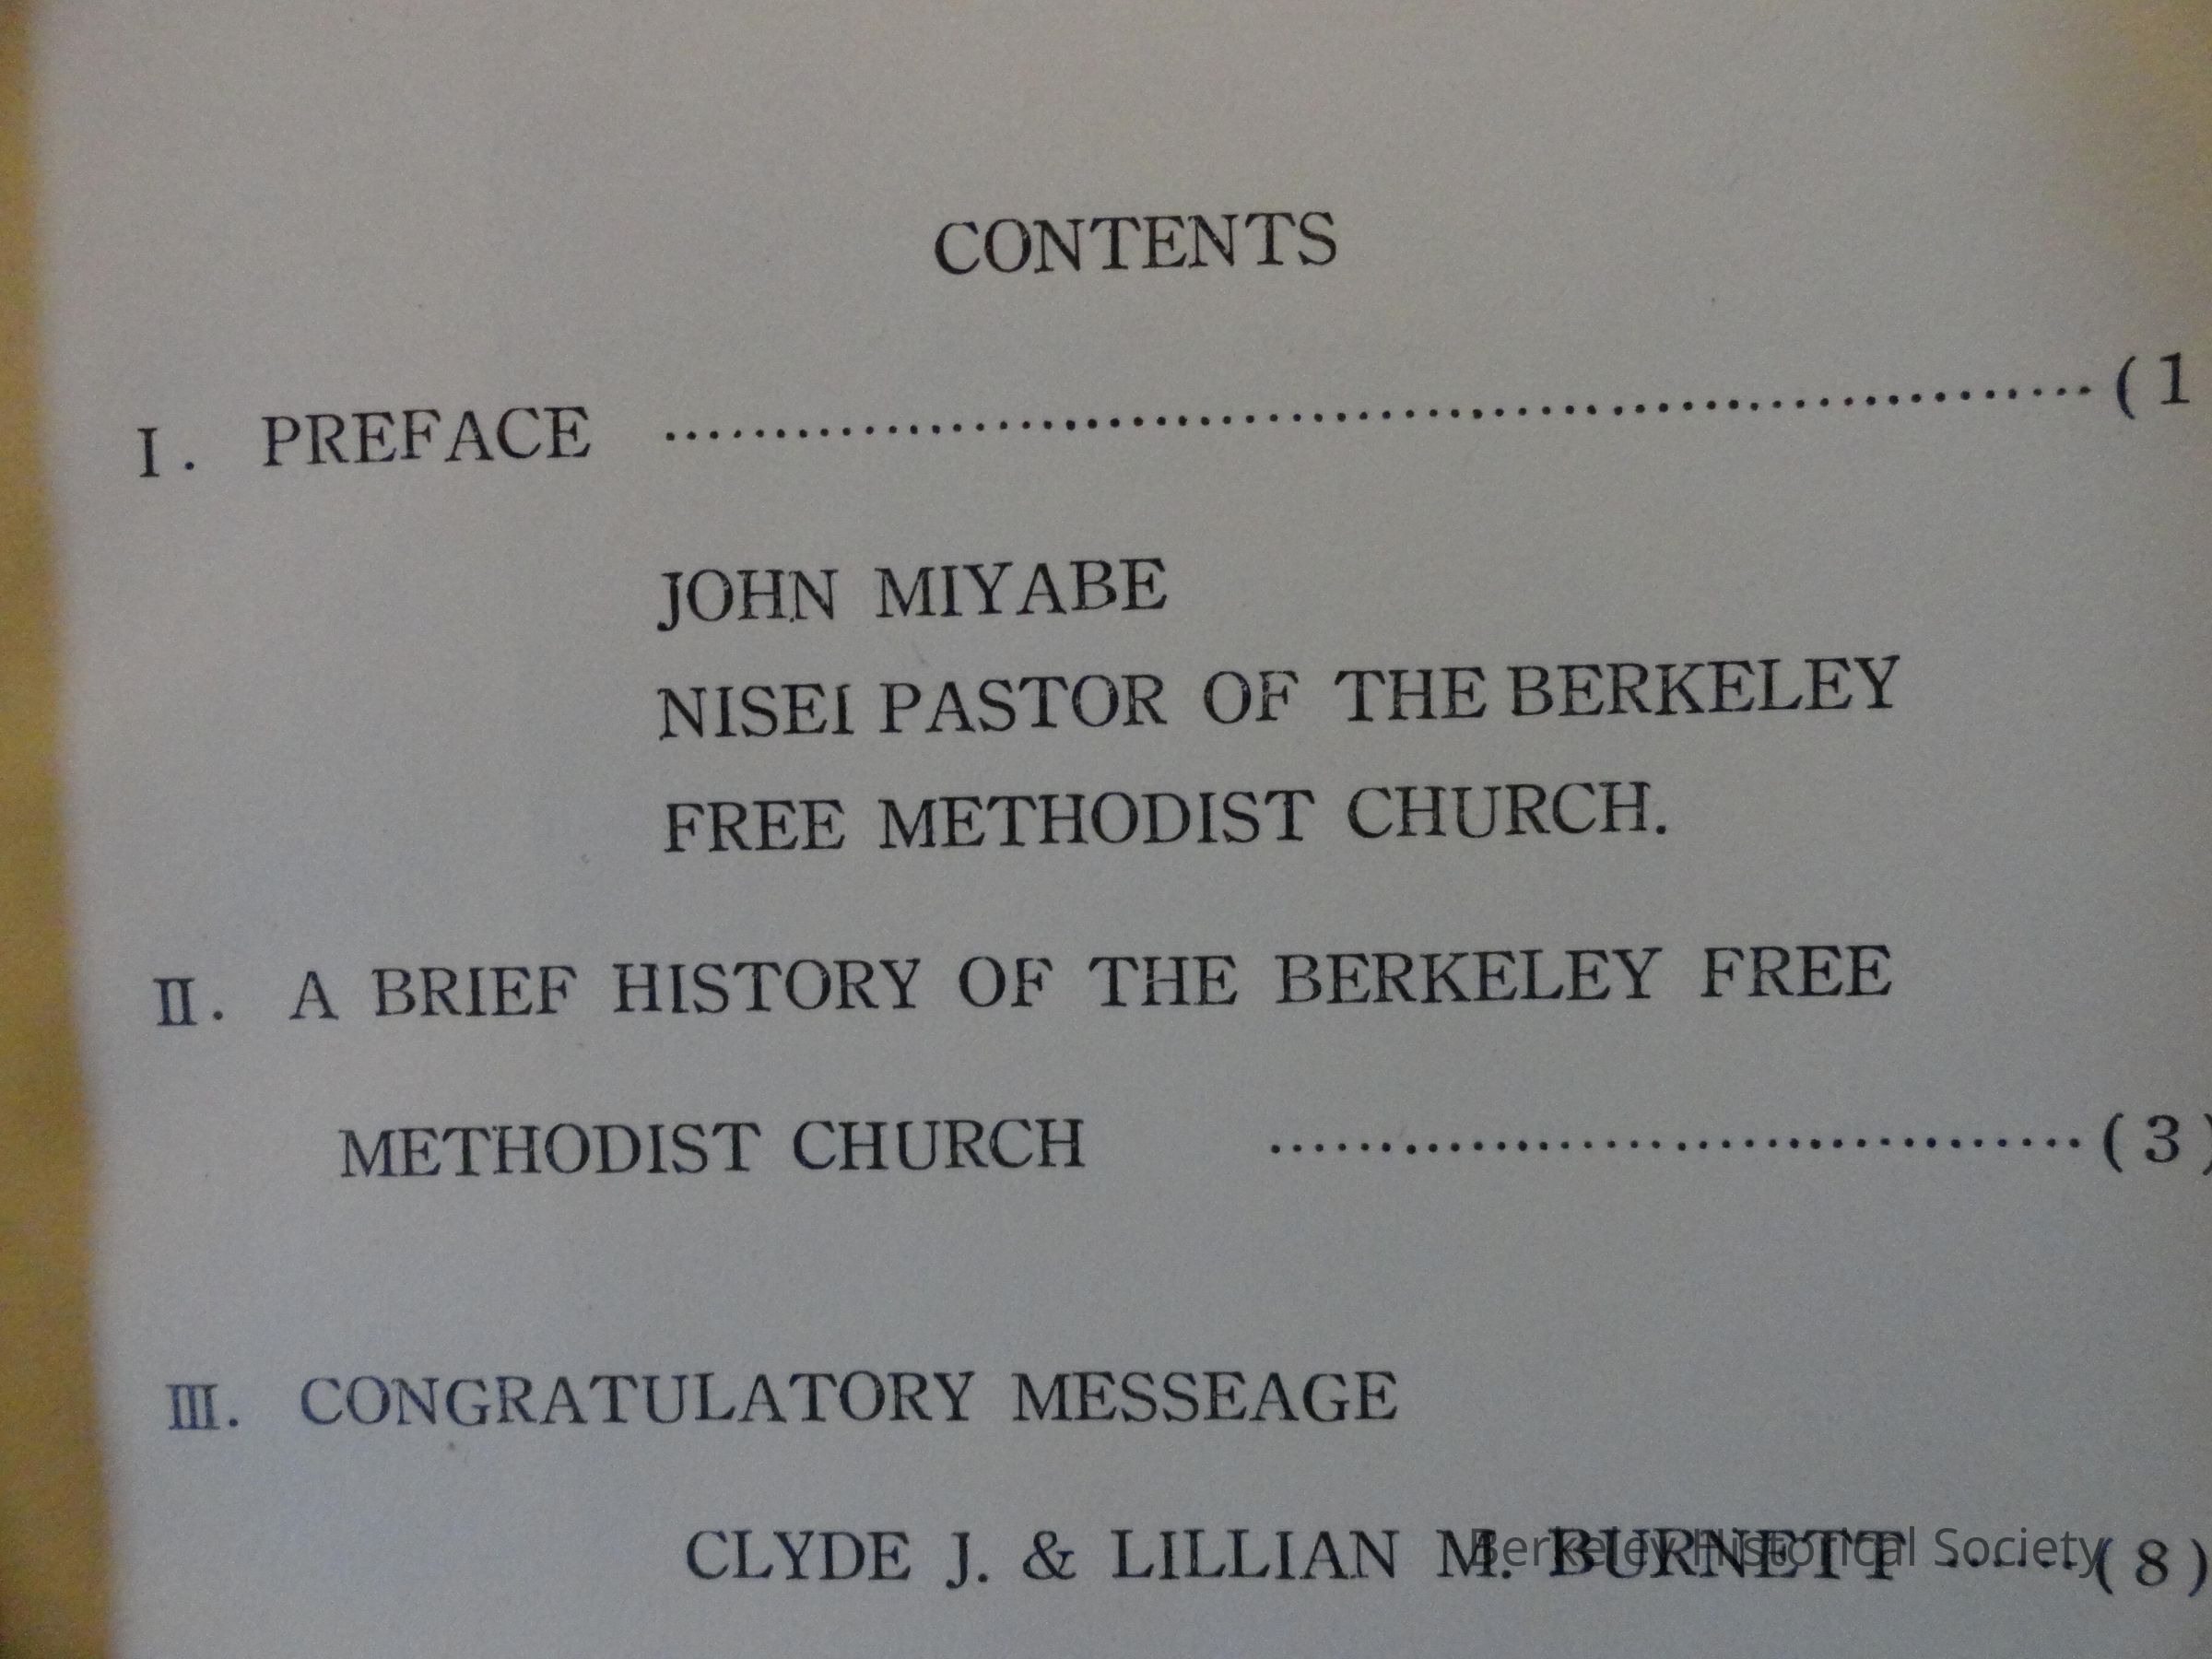 CONTENTS
I. PREFACE ........................................(1
JOHN MIYABE
NISEI PASTOR OF THE BERKELEY
FREE METHODIST CHURCH.
II. A BRIEF HISTORY OF THE BERKELEY FREE
METHODIST CHURCH ........................(3)
III. CONGRATULATORY MESSEAGE
CLYDE J. & LILLIAN M. BURNETT ......(8)
Berkeley Historical Society